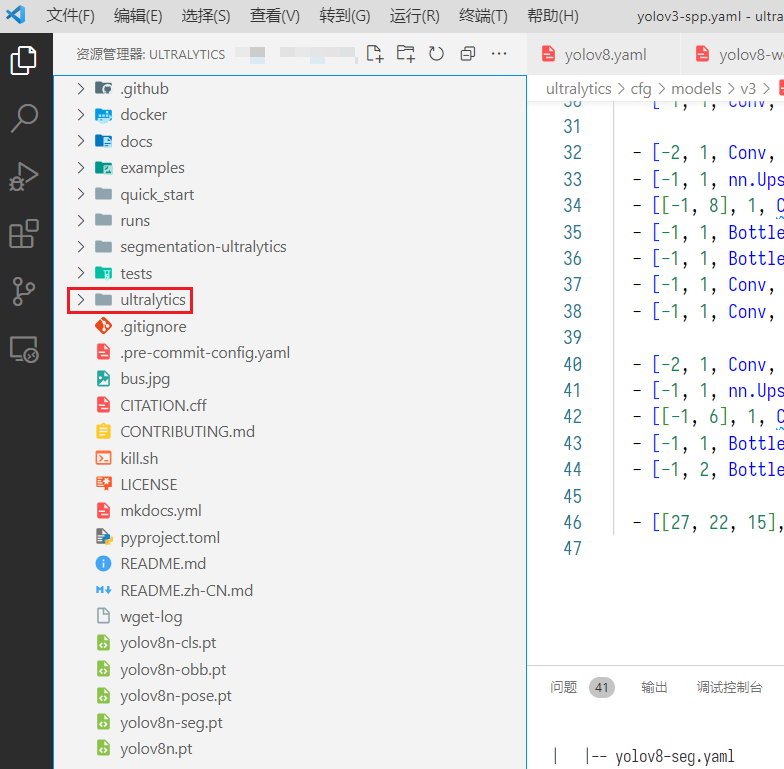 文件(F) 编辑(E) 选择(S) 查看(V) 转到(G) 运行(R) 终端(T) 帮助(H) yolov3-spp.yaml - ultra
资源管理器: ULTRALYTICS
yolov8.yaml yolov8-w
ultralytics > cfg > models > v3 >
.github
docker
docs
examples
quick_start
runs
segmentation-ultralytics
tests
ultralytics
.gitignore
.pre-commit-config.yaml
bus.jpg
CITATION.cff
CONTRIBUTING.md
kill.sh
LICENSE
mkdocs.yml
pyproject.toml
README.md
README.zh-CN.md
wget-log
yolov8n-cls.pt
yolov8n-obb.pt
yolov8n-pose.pt
yolov8n-seg.pt
yolov8n.pt
30 - [-1, 1, Conv,
31
32 - [-2, 1, Conv,
33 - [-1, 1, nn.Ups
34 - [[-1, 8], 1, C
35 - [-1, 1, Bottle
36 - [-1, 1, Bottle
37 - [-1, 1, Conv,
38 - [-1, 1, Conv,
39
40 - [-2, 1, Conv,
41 - [-1, 1, nn.Ups
42 - [[-1, 6], 1, C
43 - [-1, 1, Bottle
44 - [-1, 2, Bottle
45
46 - [[27, 22, 15],
47
问题 41 输出 调试控制台
| |-- yolov8-seg.yaml